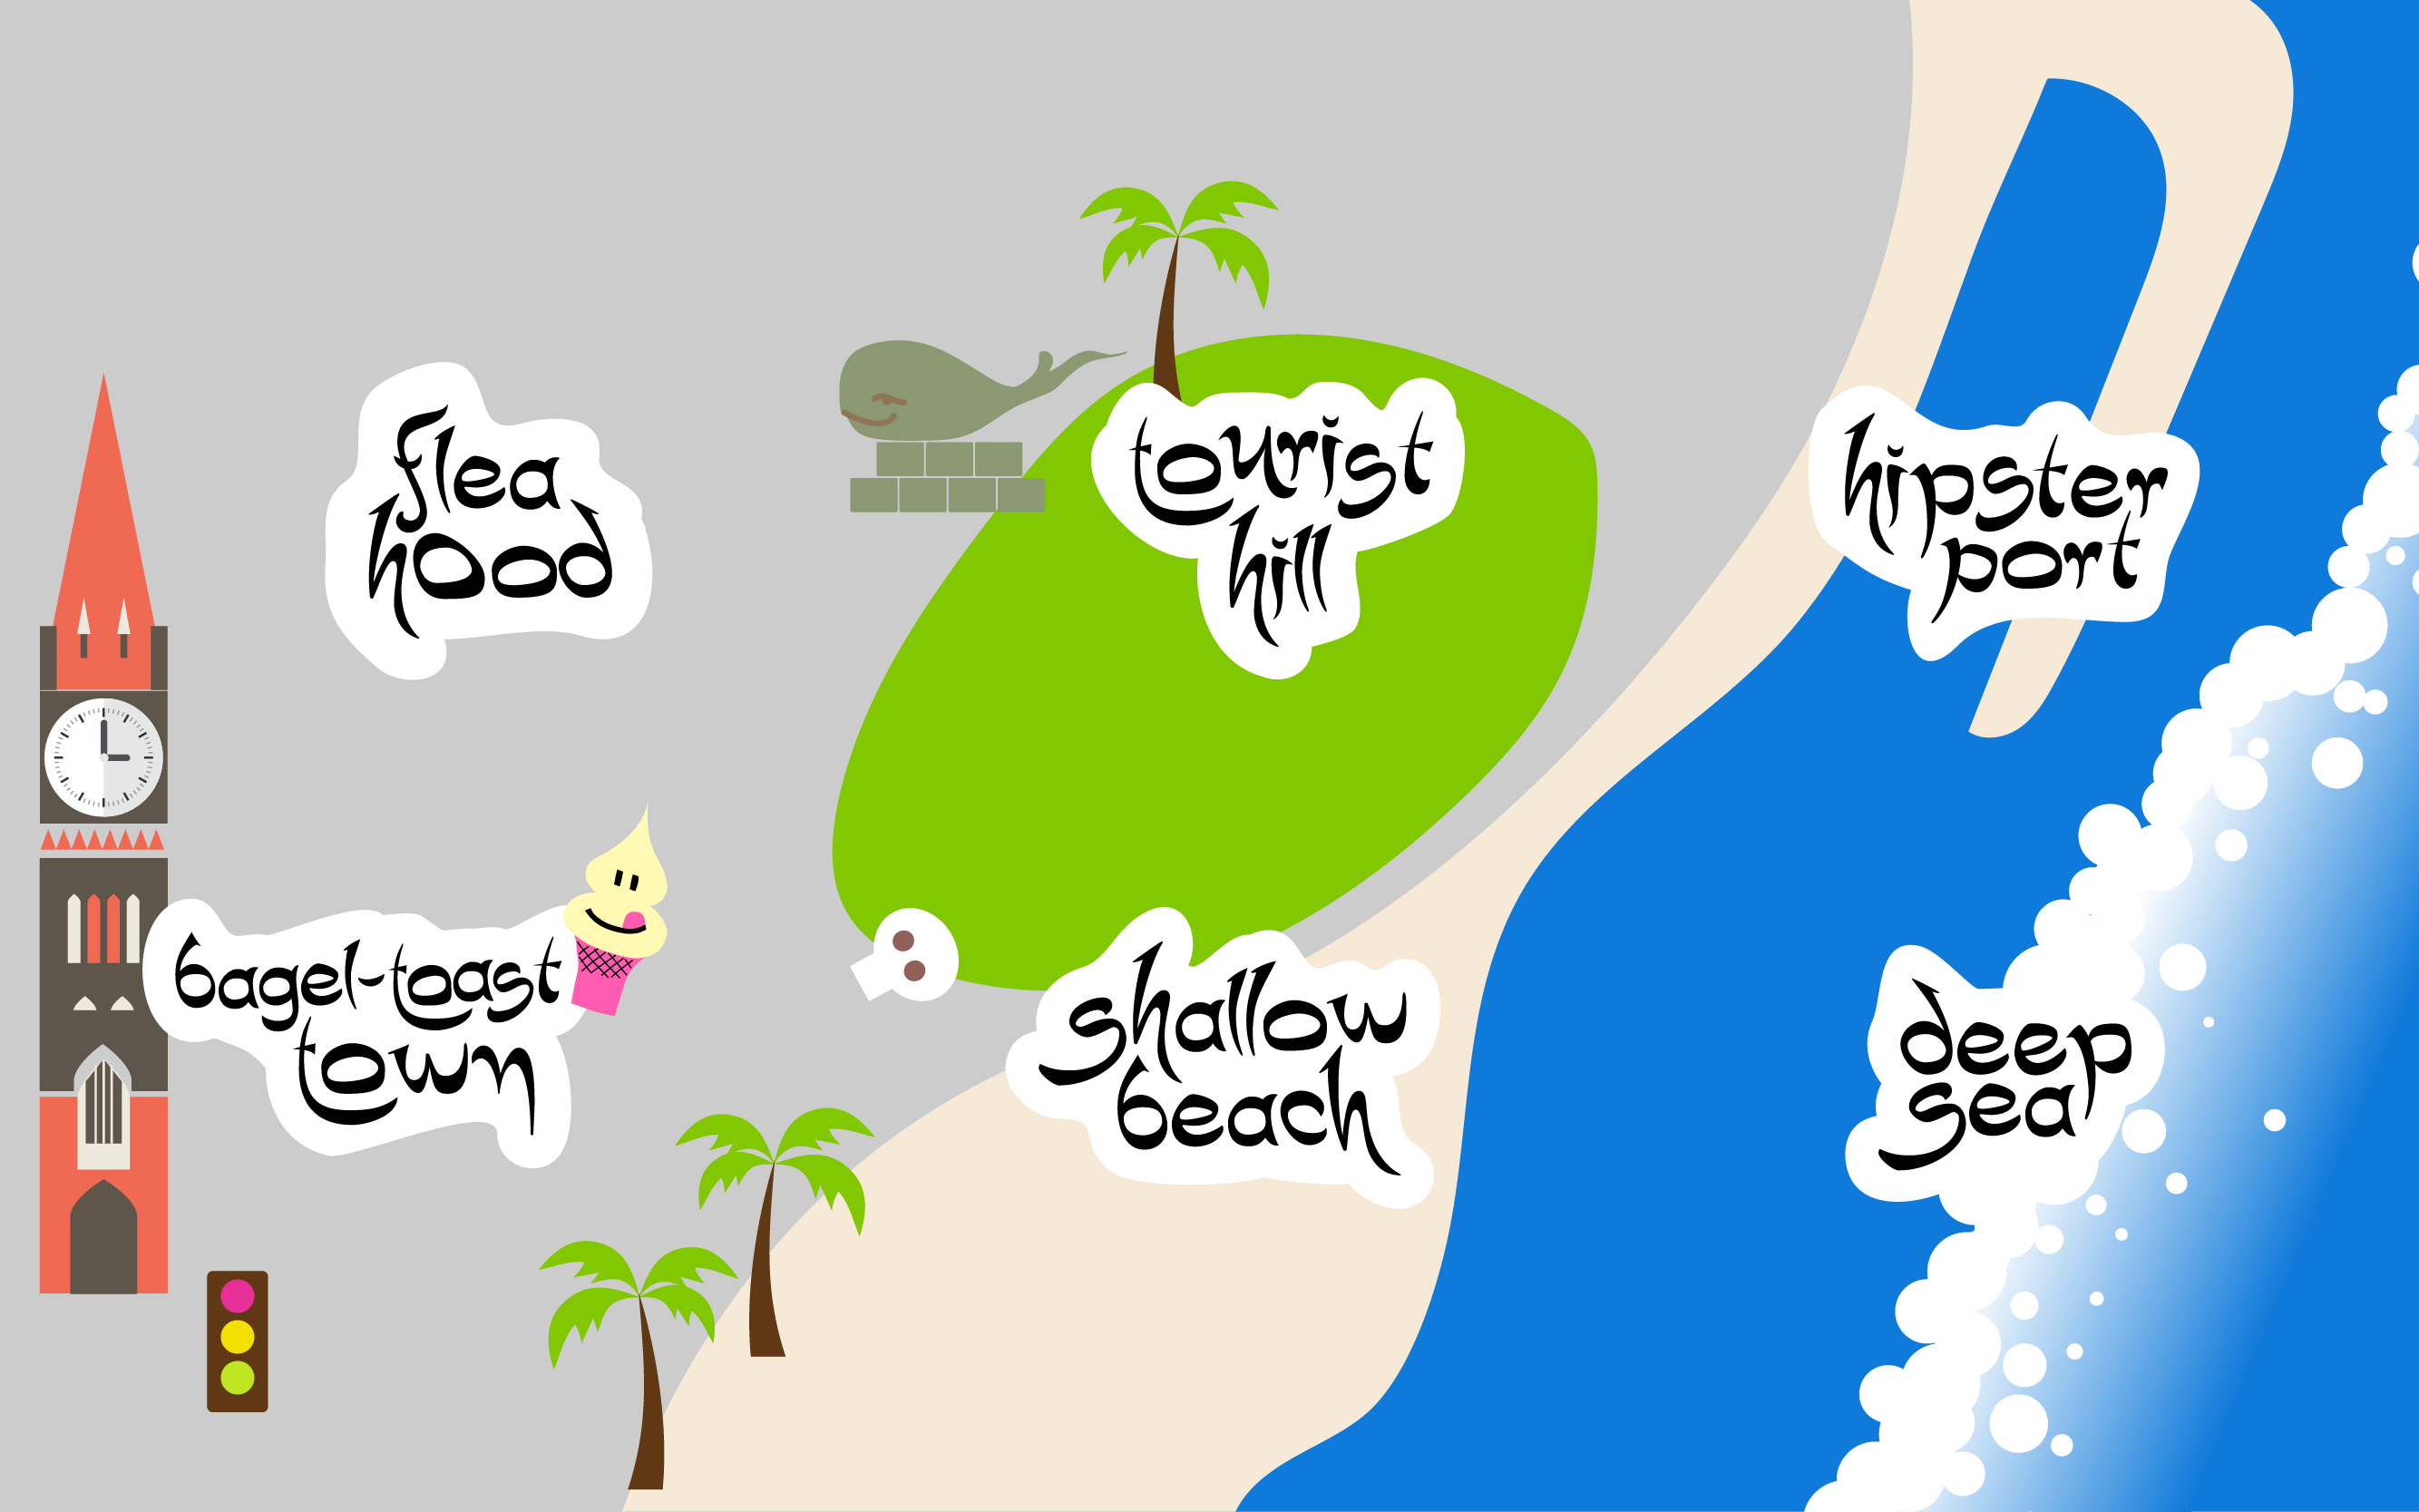 flea
hood
tourist
hill
hipster
port
bagel-toast
town
shallow
beach
deep
sea